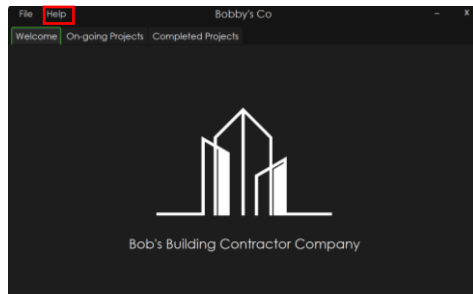 File Help Bobby's Co - x
Welcome On-going Projects Completed Projects
Bob's Building Contractor Company